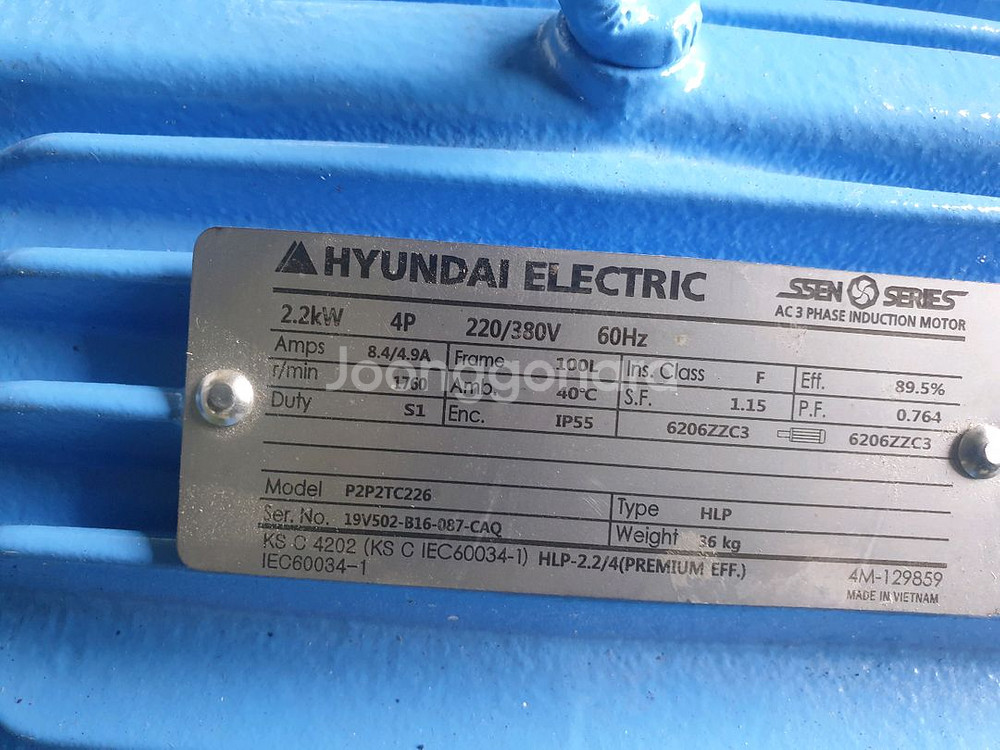 HYUNDAI ELECTRIC
SSEN SERIES
AC 3 PHASE INDUCTION MOTOR
2.2kW 4P 220/380V 60Hz
Amps 8.4/4.9A Frame 100L Ins. Class F Eff. 89.5%
r/min 1760 Amb. 40℃ S.F. 1.15 P.F. 0.764
Duty S1 Enc. IP55 6206ZZC3 6206ZZC3
Joonggonara
Model P2P2TC226 Type HLP
Ser. No. 19V502-B16-087-CAQ Weight 36 kg
KS C 4202 (KS C IEC60034-1) HLP-2.2/4(PREMIUM EFF.)
IEC60034-1
4M-129859
MADE IN VIETNAM